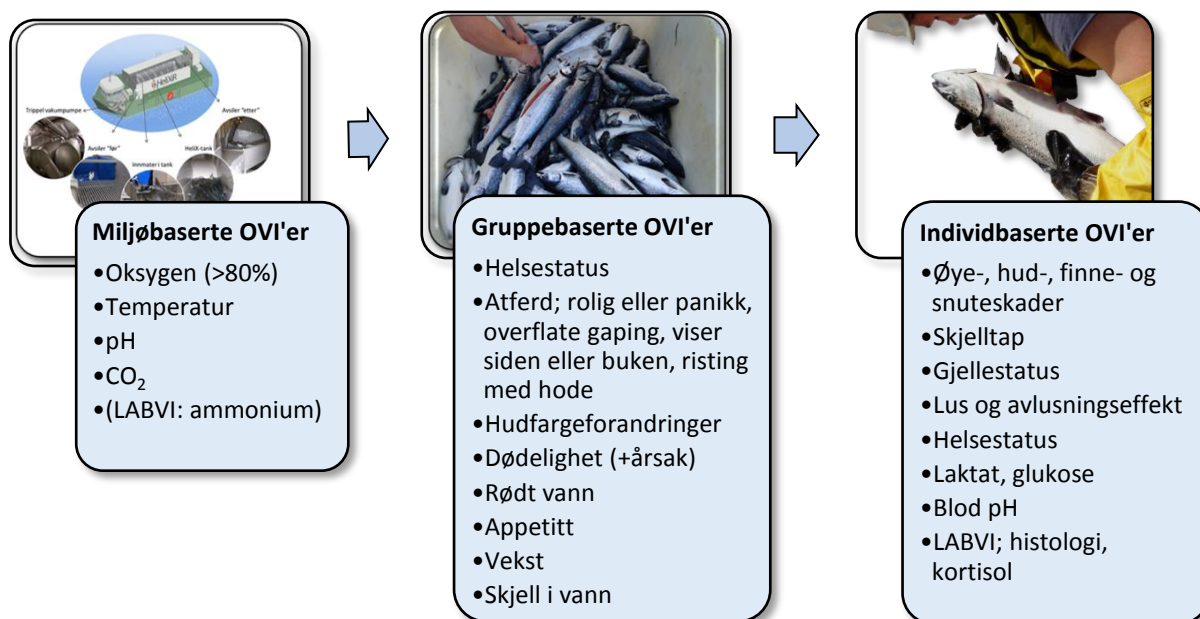 HeliXiR
Trippel vakumpumpe
Avsiler "etter"
Avsiler "før"
Innmater i tank
HeliX-tank
Miljøbaserte OVI'er
•Oksygen (>80%)
•Temperatur
•pH
•CO₂
•(LABVI: ammonium)
Gruppebaserte OVI'er
•Helsestatus
•Atferd; rolig eller panikk,
overflate gaping, viser
siden eller buken, risting
med hode
•Hudfargeforandringer
•Dødelighet (+årsak)
•Rødt vann
•Appetitt
•Vekst
•Skjell i vann
Individbaserte OVI'er
•Øye-, hud-, finne- og
snuteskader
•Skjelltap
•Gjellestatus
•Lus og avlusningseffekt
•Helsestatus
•Laktat, glukose
•Blod pH
•LABVI; histologi,
kortisol